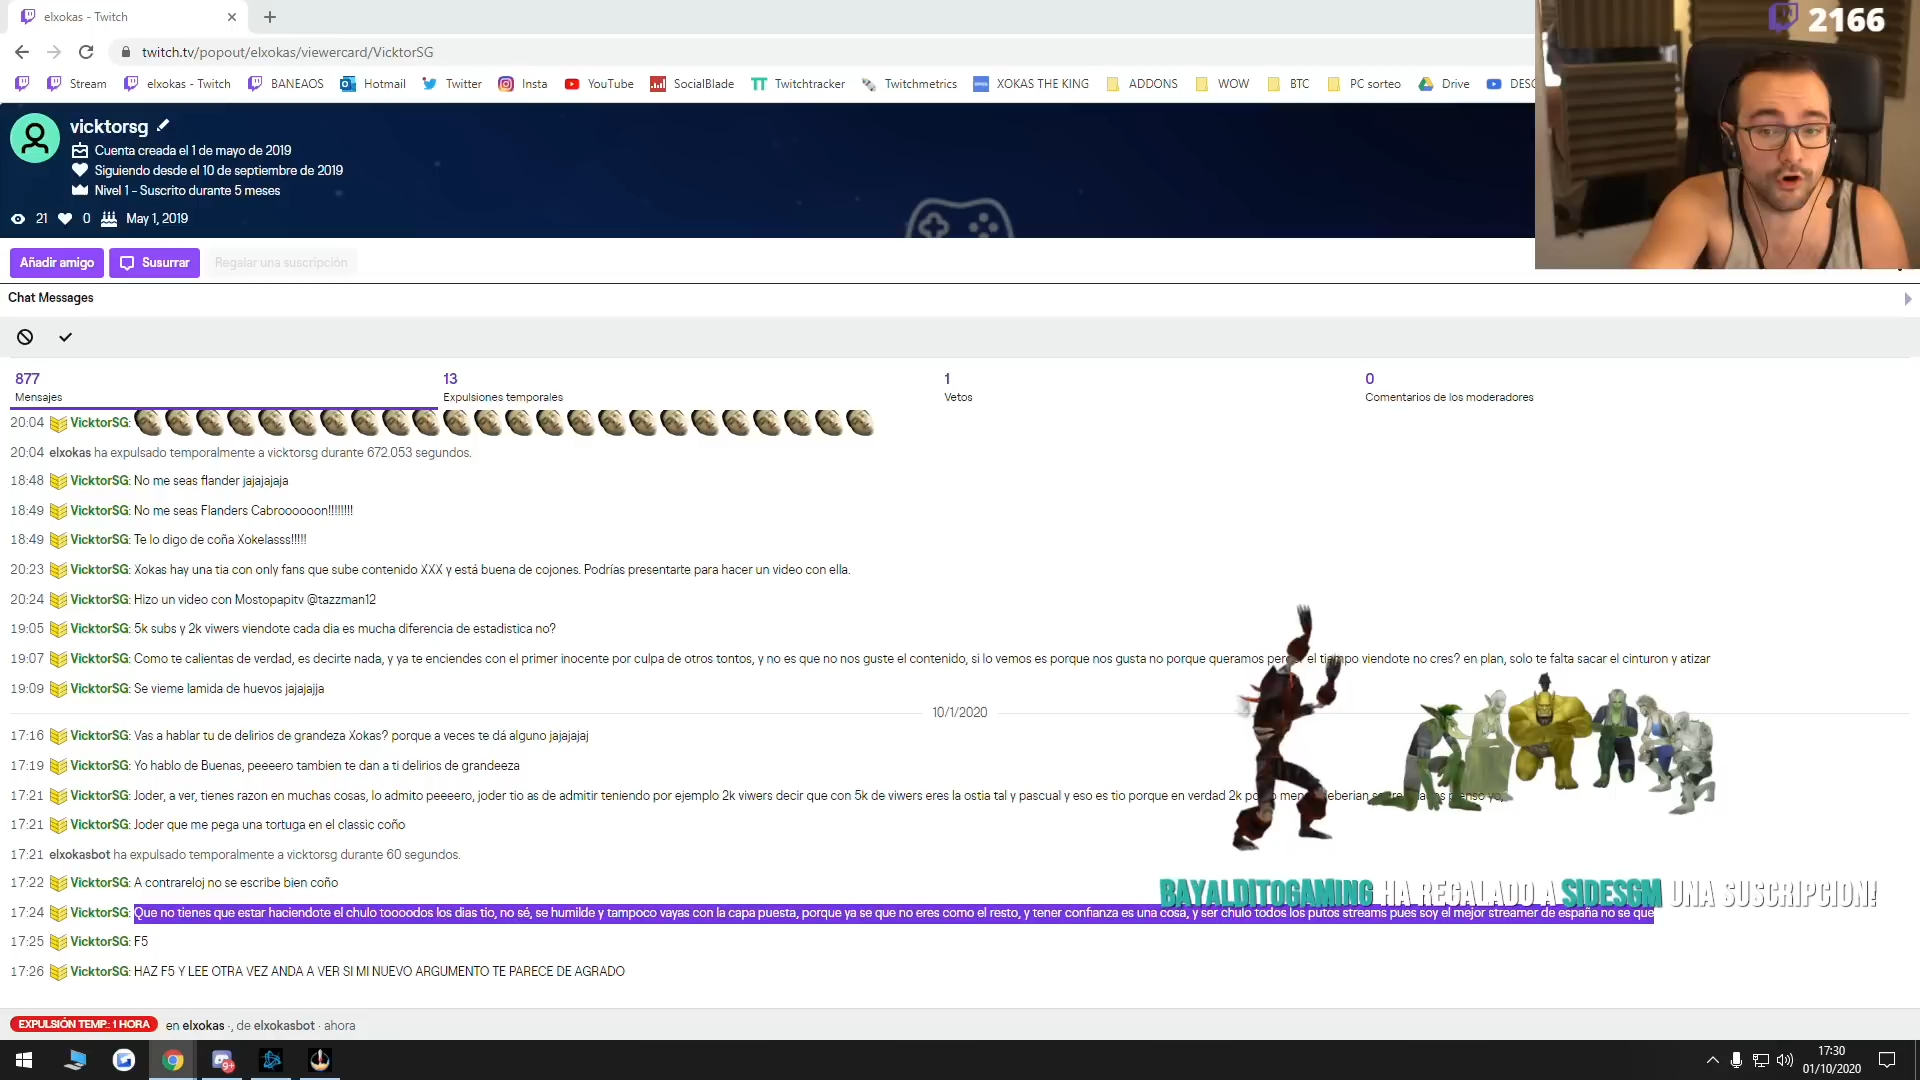 elxokas - Twitch
2166
twitch.tv/popout/elxokas/viewercard/VicktorSG
Stream elxokas - Twitch BANEAOS Hotmail Twitter Insta YouTube SocialBlade Twitchtracker Twitchmetrics XOKAS THE KING ADDONS WOW BTC PC sorteo Drive DESC
vicktorsg
Cuenta creada el 1 de mayo de 2019
Siguiendo desde el 10 de septiembre de 2019
Nivel 1 - Suscrito durante 5 meses
21 0 May 1, 2019
Añadir amigo Susurrar Regalar una suscripción
Chat Messages
877 13 1 0
Mensajes Expulsiones temporales Vetos Comentarios de los moderadores
20:04 VicktorSG:
20:04 elxokas ha expulsado temporalmente a vicktorsg durante 672.053 segundos.
18:48 VicktorSG: No me seas flander jajajajaja
18:49 VicktorSG: No me seas Flanders Cabroooooon!!!!!!!!
18:49 VicktorSG: Te lo digo de coña Xokelasss!!!!!
20:23 VicktorSG: Xokas hay una tia con only fans que sube contenido XXX y está buena de cojones. Podrías presentarte para hacer un video con ella.
20:24 VicktorSG: Hizo un video con Mostopapitv @tazzman12
19:05 VicktorSG: 5k subs y 2k viwers viendote cada dia es mucha diferencia de estadistica no?
19:07 VicktorSG: Como te calientas de verdad, es decirte nada, y ya te enciendes con el primer inocente por culpa de otros tontos, y no es que no nos guste el contenido, si lo vemos es porque nos gusta no porque queramos el tiempo viendote no cres? en plan, solo te falta sacar el cinturon y atizar
19:09 VicktorSG: Se vieme lamida de huevos jajajajja
10/1/2020
17:16 VicktorSG: Vas a hablar tu de delirios de grandeza Xokas? porque a veces te dá alguno jajajajaj
17:19 VicktorSG: Yo hablo de Buenas, peeeero tambien te dan a ti delirios de grandeeza
17:21 VicktorSG: Joder, a ver, tienes razon en muchas cosas, lo admito peeeero, joder tio as de admitir teniendo por ejemplo 2k viwers decir que con 5k de viwers eres la ostia tal y pascual y eso es tio porque en verdad 2k deberian yo,
17:21 VicktorSG: Joder que me pega una tortuga en el classic coño
17:21 elxokasbot ha expulsado temporalmente a vicktorsg durante 60 segundos.
17:22 VicktorSG: A contrareloj no se escribe bien coño
BAYALDITOGAMING HA REGALADO A SIDESGM UNA SUSCRIPCION!
17:24 VicktorSG: Que no tienes que estar haciendote el chulo toooodos los dias tio, no sé, se humilde y tampoco vayas con la capa puesta, porque ya se que no eres como el resto, y tener confianza es una cosa, y ser chulo todos los putos streams pues soy el mejor streamer de españa no se que
17:25 VicktorSG: F5
17:26 VicktorSG: HAZ F5 Y LEE OTRA VEZ ANDA A VER SI MI NUEVO ARGUMENTO TE PARECE DE AGRADO
EXPULSIÓN TEMP.: 1 HORA en elxokas ·, de elxokasbot · ahora
9+
17:30
01/10/2020